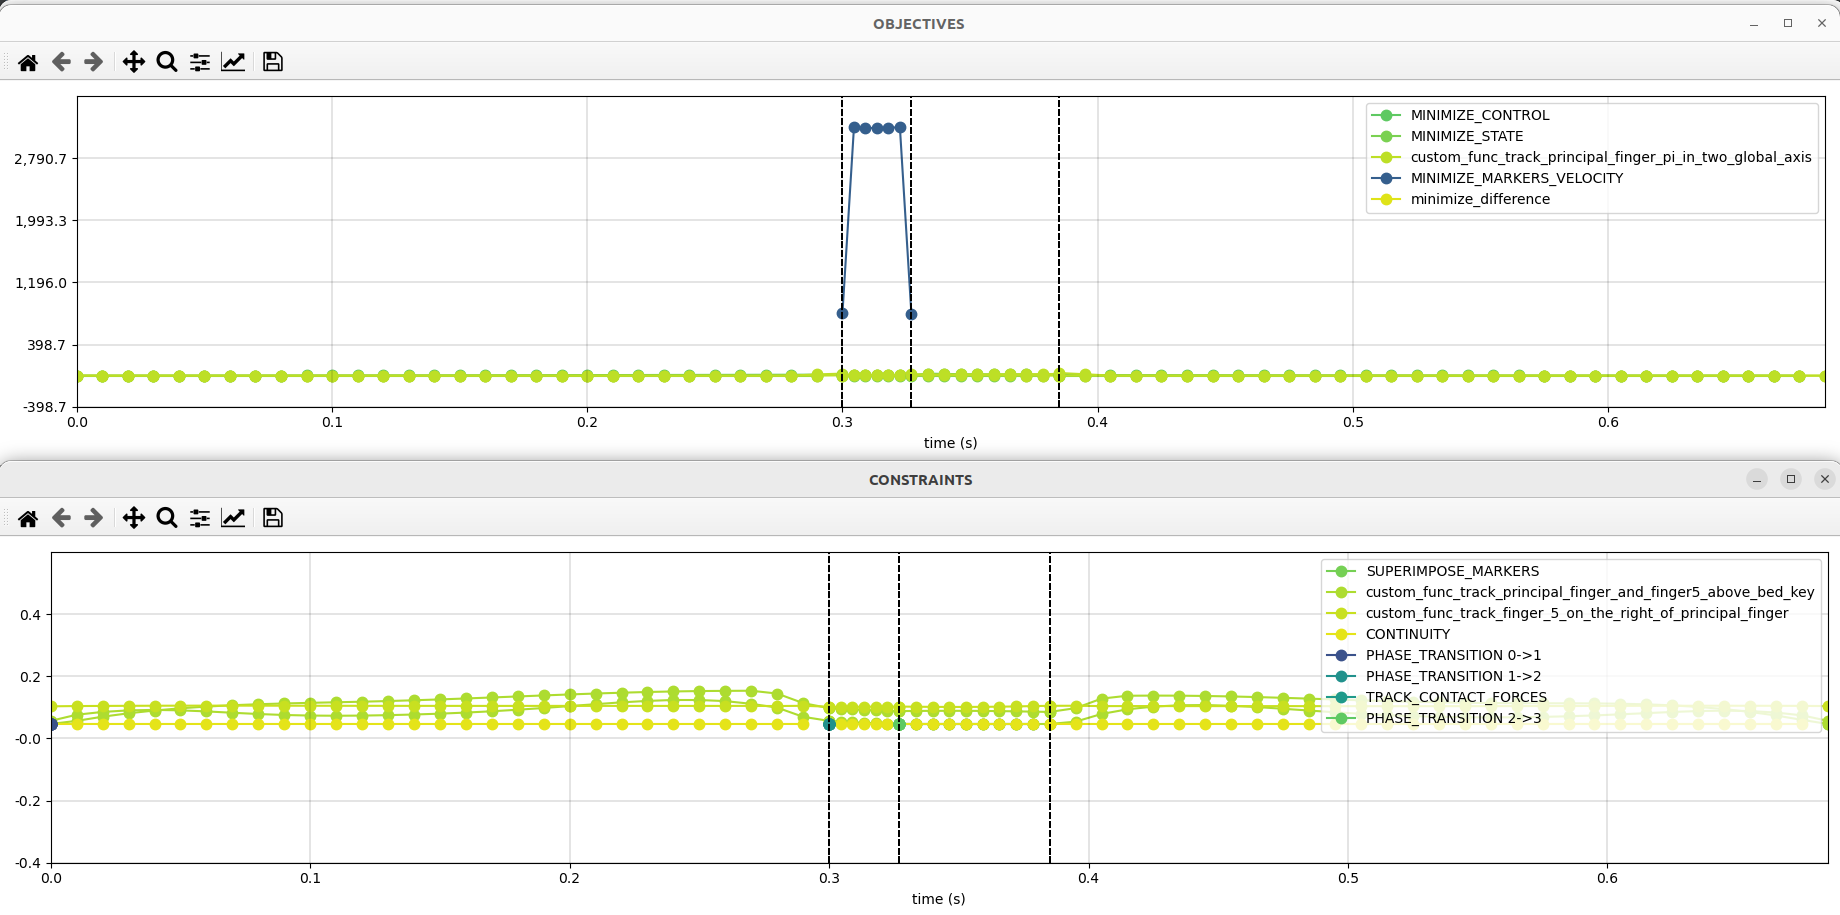 OBJECTIVES
MINIMIZE_CONTROL
MINIMIZE_STATE
custom_func_track_principal_finger_pi_in_two_global_axis
MINIMIZE_MARKERS_VELOCITY
minimize_difference
2,790.7
1,993.3
1,196.0
398.7
-398.7
0.0 0.1 0.2 0.3 0.4 0.5 0.6
time (s)
CONSTRAINTS
SUPERIMPOSE_MARKERS
custom_func_track_principal_finger_and_finger5_above_bed_key
custom_func_track_finger_5_on_the_right_of_principal_finger
CONTINUITY
PHASE_TRANSITION 0->1
PHASE_TRANSITION 1->2
TRACK_CONTACT_FORCES
PHASE_TRANSITION 2->3
0.4
0.2
-0.0
-0.2
-0.4
0.0 0.1 0.2 0.3 0.4 0.5 0.6
time (s)